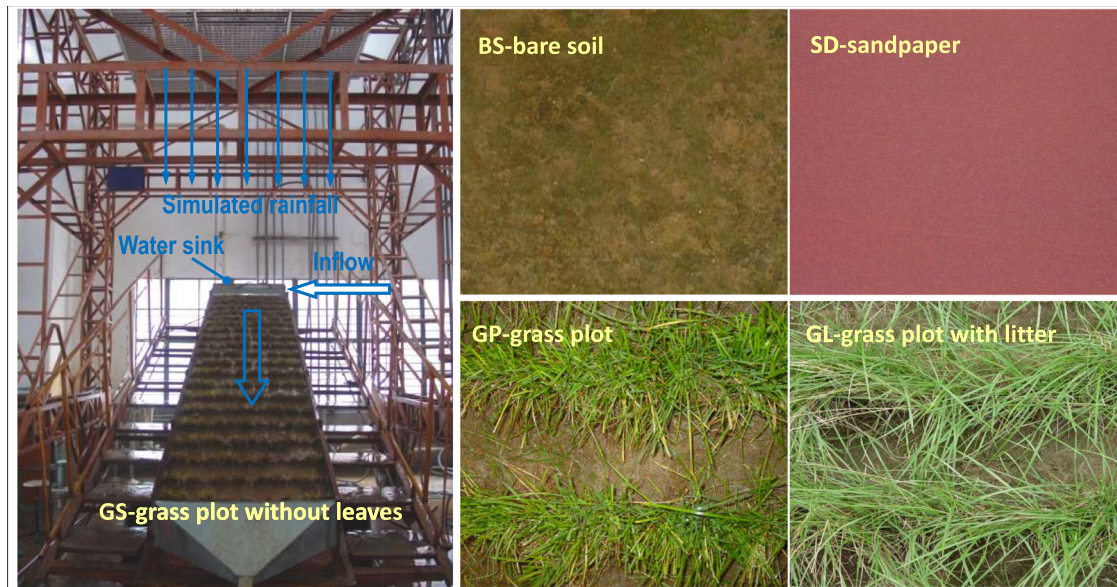 Simulated rainfall
Water sink
Inflow
GS-grass plot without leaves
BS-bare soil
SD-sandpaper
GP-grass plot
GL-grass plot with litter